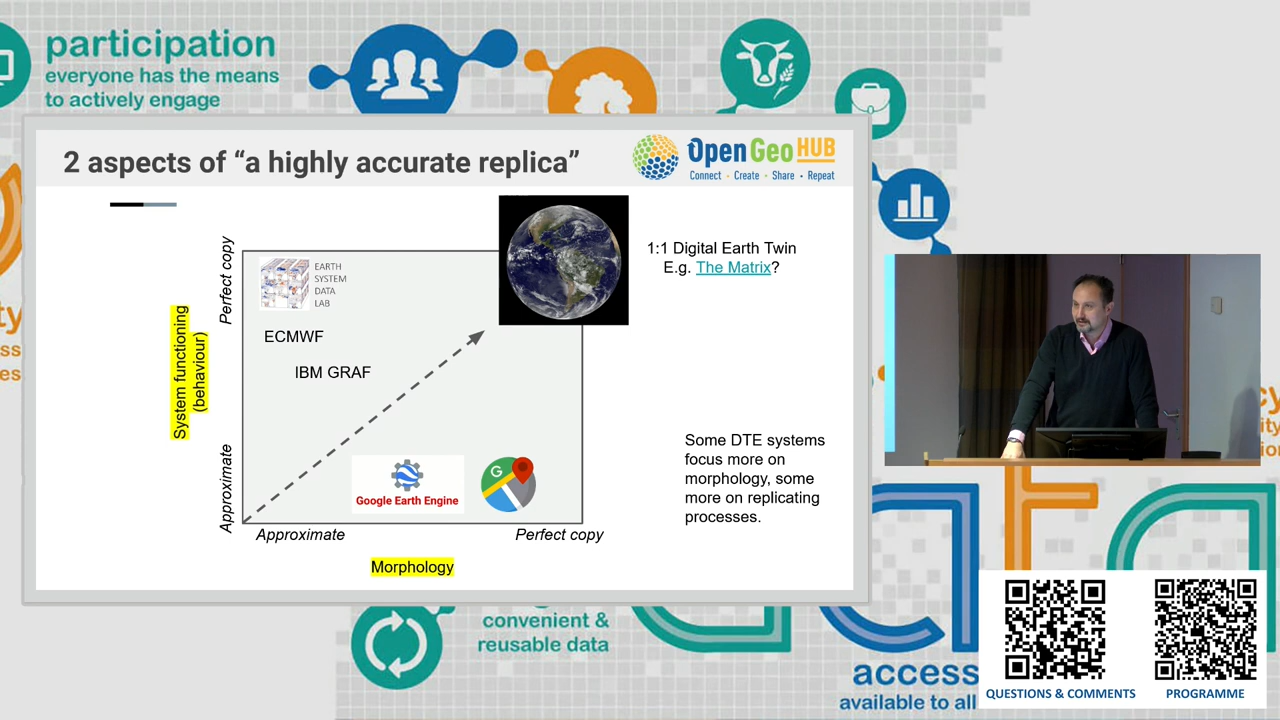 participation
everyone has the means
to actively engage
2 aspects of “a highly accurate replica”
OpenGeoHUB
Connect • Create • Share • Repeat
Perfect copy
System functioning
(behaviour)
Approximate
EARTH
SYSTEM
DATA
LAB
ECMWF
IBM GRAF
Google Earth Engine
G
Approximate
Perfect copy
Morphology
1:1 Digital Earth Twin
E.g. The Matrix?
Some DTE systems
focus more on
morphology, some
more on replicating
processes.
convenient &
reusable data
access
available to all
QUESTIONS & COMMENTS
PROGRAMME